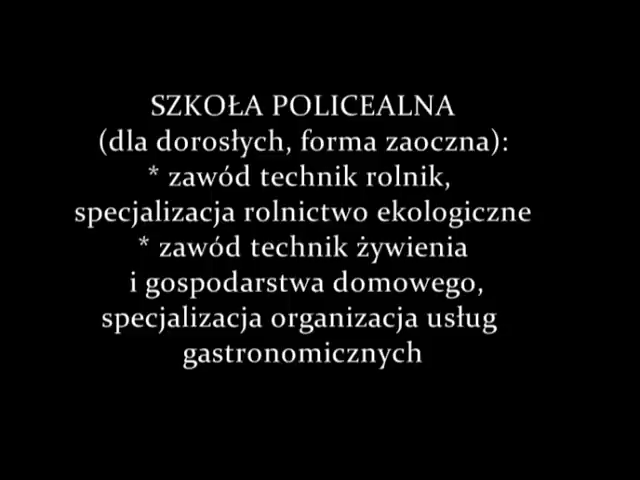 SZKOŁA POLICEALNA
(dla dorosłych, forma zaoczna):
* zawód technik rolnik,
specjalizacja rolnictwo ekologiczne
* zawód technik żywienia
i gospodarstwa domowego,
specjalizacja organizacja usług
gastronomicznych